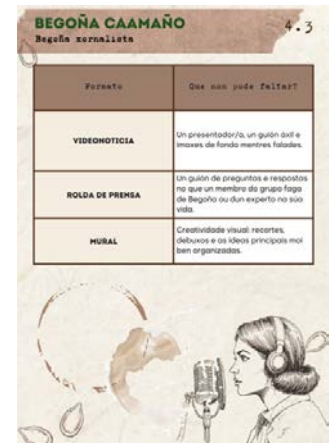 BEGOÑA CAAMAÑO
4.3
Begoña xornalista
Formato
Que non pode faltar?
VIDEONOTICIA
Un presentador/a, un guión áxil e
imaxes de fondo mentres falades.
ROLDA DE PRENSA
Un guión de preguntas e respostas
no que un membro do grupo faga
de Begoña ou dun experto na súa
vida.
MURAL
Creatividade visual: recortes,
debuxos e as ideas principais moi
ben organizadas.